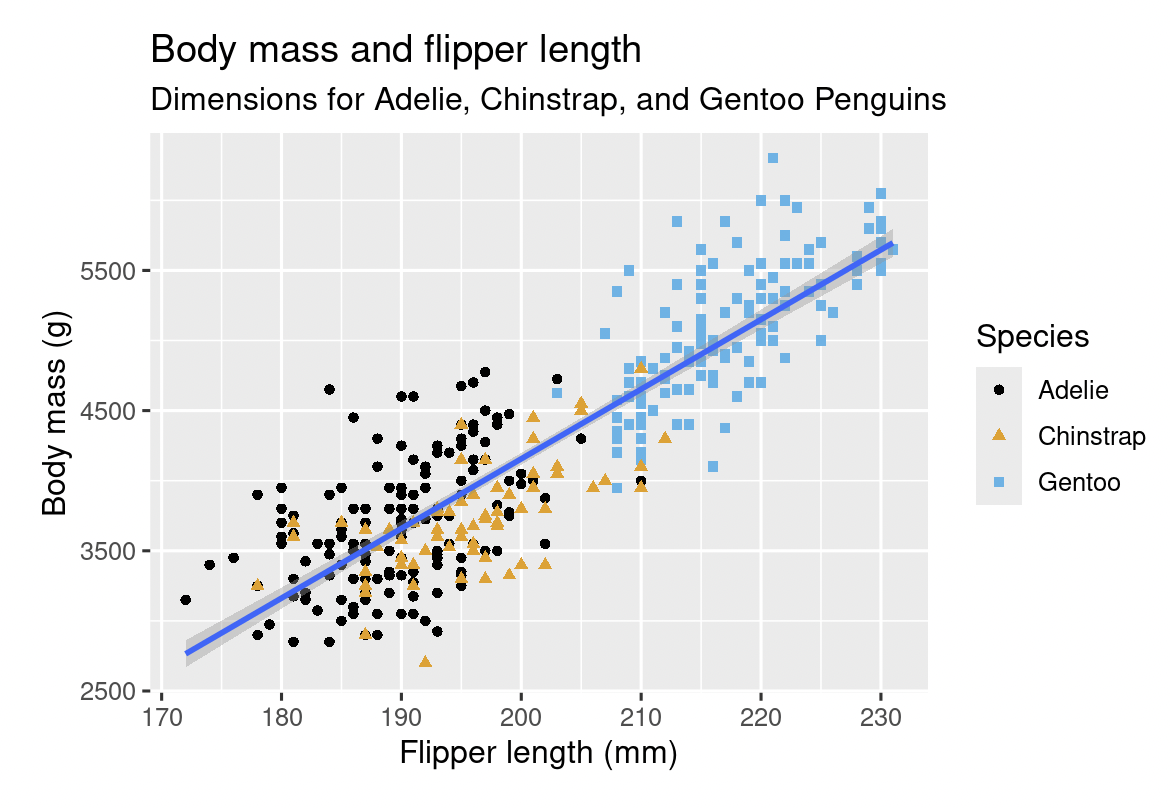 Body mass and flipper length
Dimensions for Adelie, Chinstrap, and Gentoo Penguins
Body mass (g)
5500
4500
3500
2500
170 180 190 200 210 220 230
Flipper length (mm)
Species
Adelie
Chinstrap
Gentoo